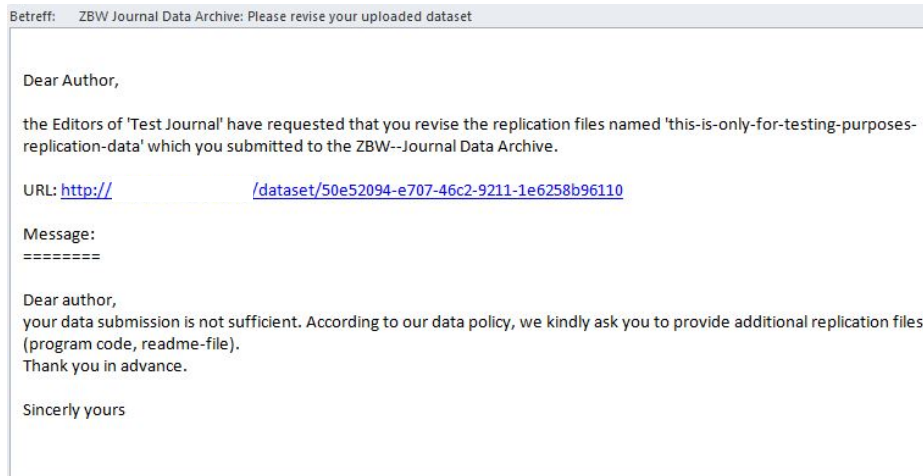 Betreff: ZBW Journal Data Archive: Please revise your uploaded dataset
Dear Author,
the Editors of 'Test Journal' have requested that you revise the replication files named 'this-is-only-for-testing-purposes-
replication-data' which you submitted to the ZBW--Journal Data Archive.
URL: http:// /dataset/50e52094-e707-46c2-9211-1e6258b96110
Message:
========
Dear author,
your data submission is not sufficient. According to our data policy, we kindly ask you to provide additional replication files
(program code, readme-file).
Thank you in advance.
Sincerly yours